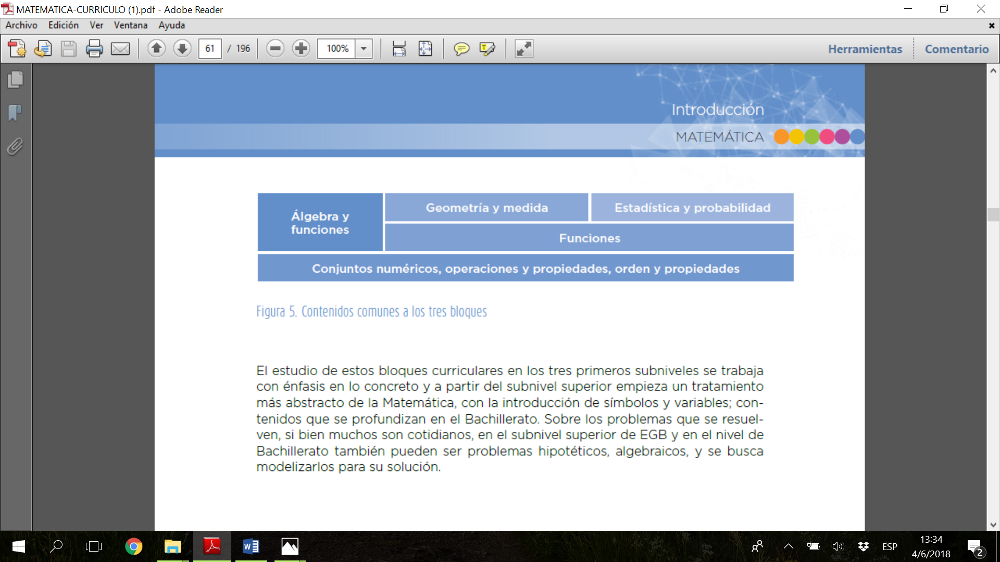 MATEMATICA-CURRICULO (1).pdf - Adobe Reader
Archivo Edición Ver Ventana Ayuda
61 / 196 100% Herramientas Comentario
Introducción
MATEMÁTICA
Álgebra y
funciones
Geometría y medida
Estadística y probabilidad
Funciones
Conjuntos numéricos, operaciones y propiedades, orden y propiedades
Figura 5. Contenidos comunes a los tres bloques
El estudio de estos bloques curriculares en los tres primeros subniveles se trabaja
con énfasis en lo concreto y a partir del subnivel superior empieza un tratamiento
más abstracto de la Matemática, con la introducción de símbolos y variables; con-
tenidos que se profundizan en el Bachillerato. Sobre los problemas que se resuel-
ven, si bien muchos son cotidianos, en el subnivel superior de EGB y en el nivel de
Bachillerato también pueden ser problemas hipotéticos, algebraicos, y se busca
modelizarlos para su solución.
ESP
13:34
4/6/2018
2